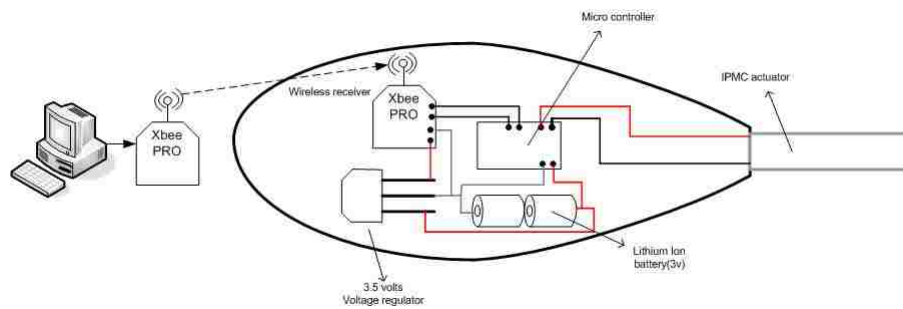 Micro controller
IPMC actuator
Wireless receiver
Xbee
PRO
Xbee
PRO
Lithium Ion
battery(3v)
3.5 volts
Voltage regulator